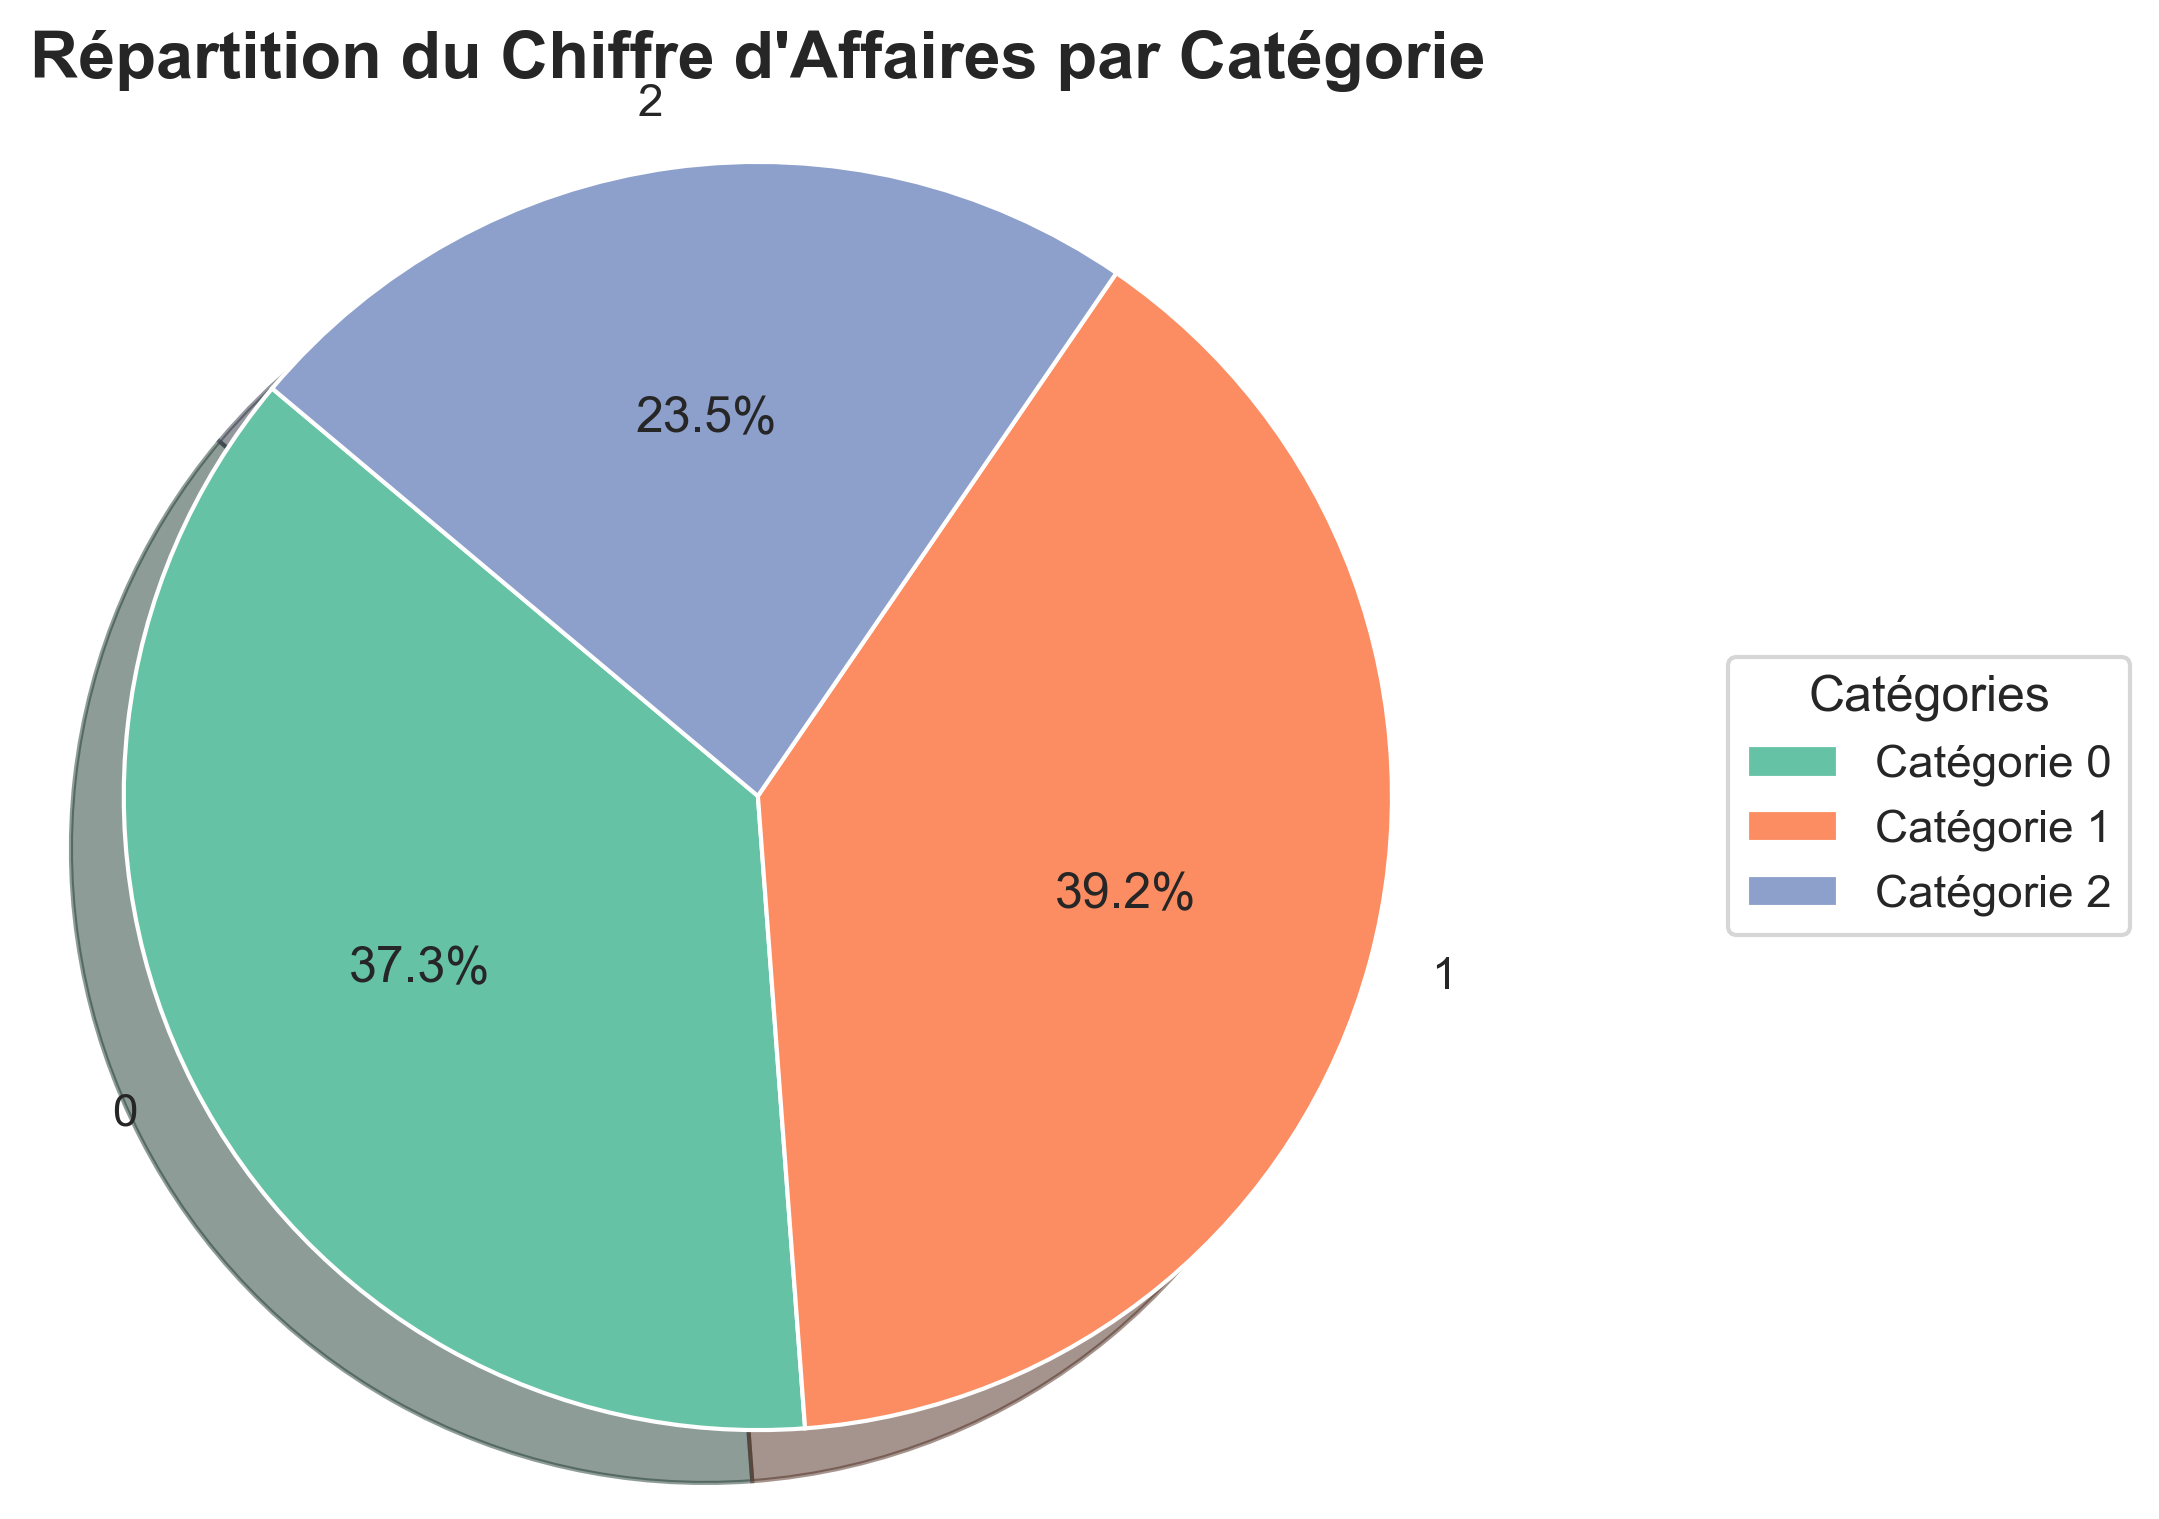 Répartition du Chiffre d'Affaires par Catégorie
2
23.5%
39.2%
37.3%
1
0
Catégories
Catégorie 0
Catégorie 1
Catégorie 2